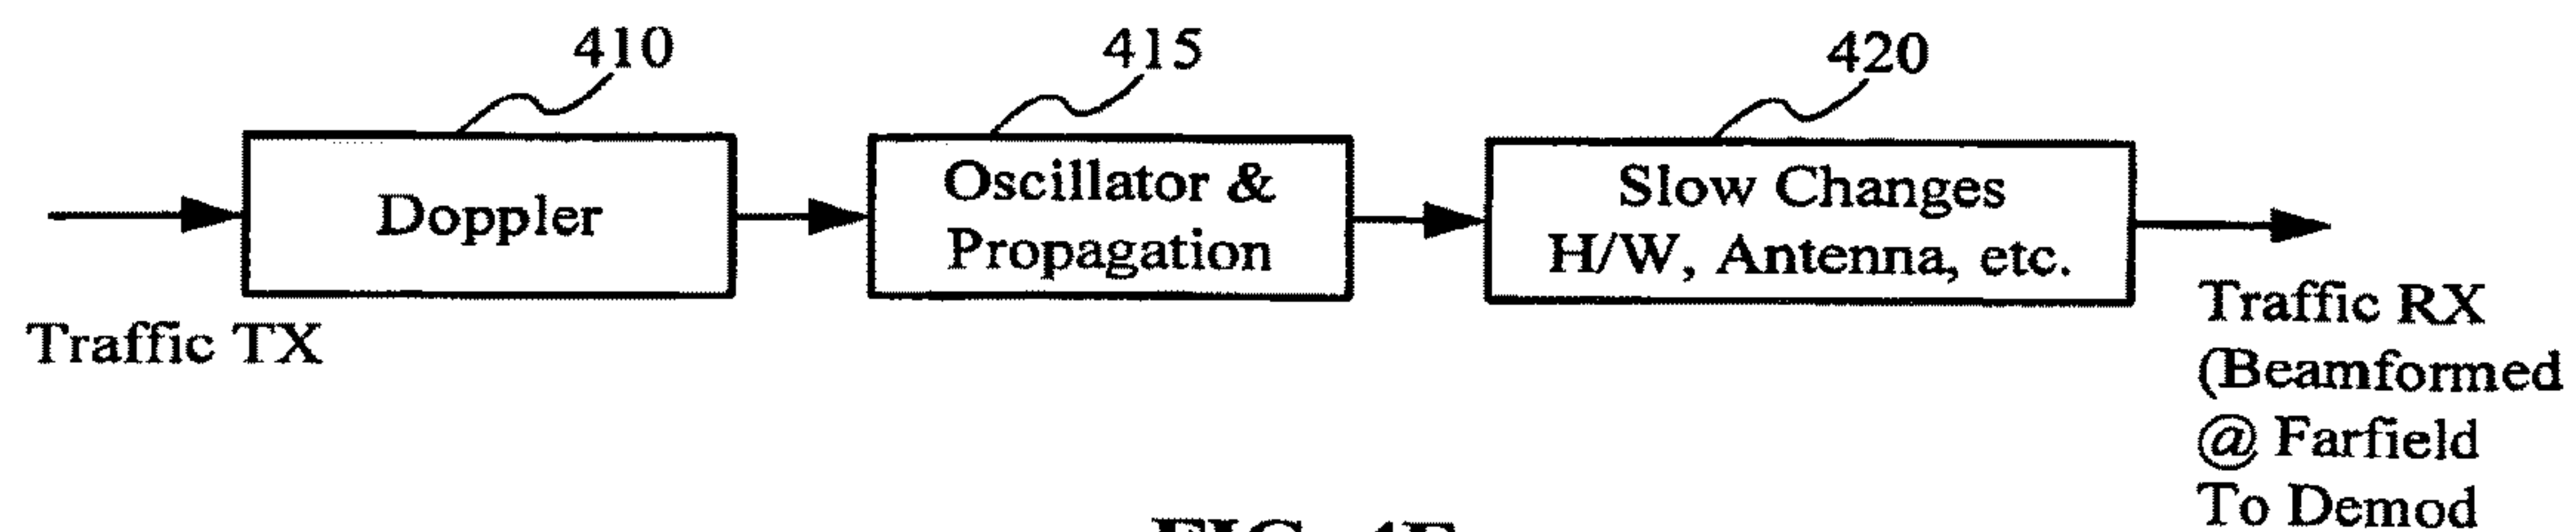 410
415
420
Doppler
Oscillator &
Propagation
Slow Changes
H/W, Antenna, etc.
Traffic TX
Traffic RX
(Beamformed
@ Farfield
To Demod